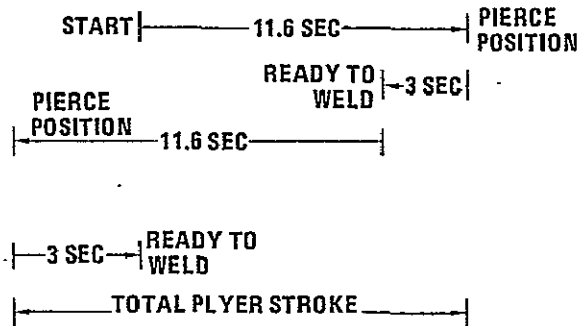 START 11.6 SEC PIERCE
POSITION
READY TO
WELD 3 SEC
PIERCE
POSITION
11.6 SEC
3 SEC READY TO
WELD
TOTAL PLYER STROKE